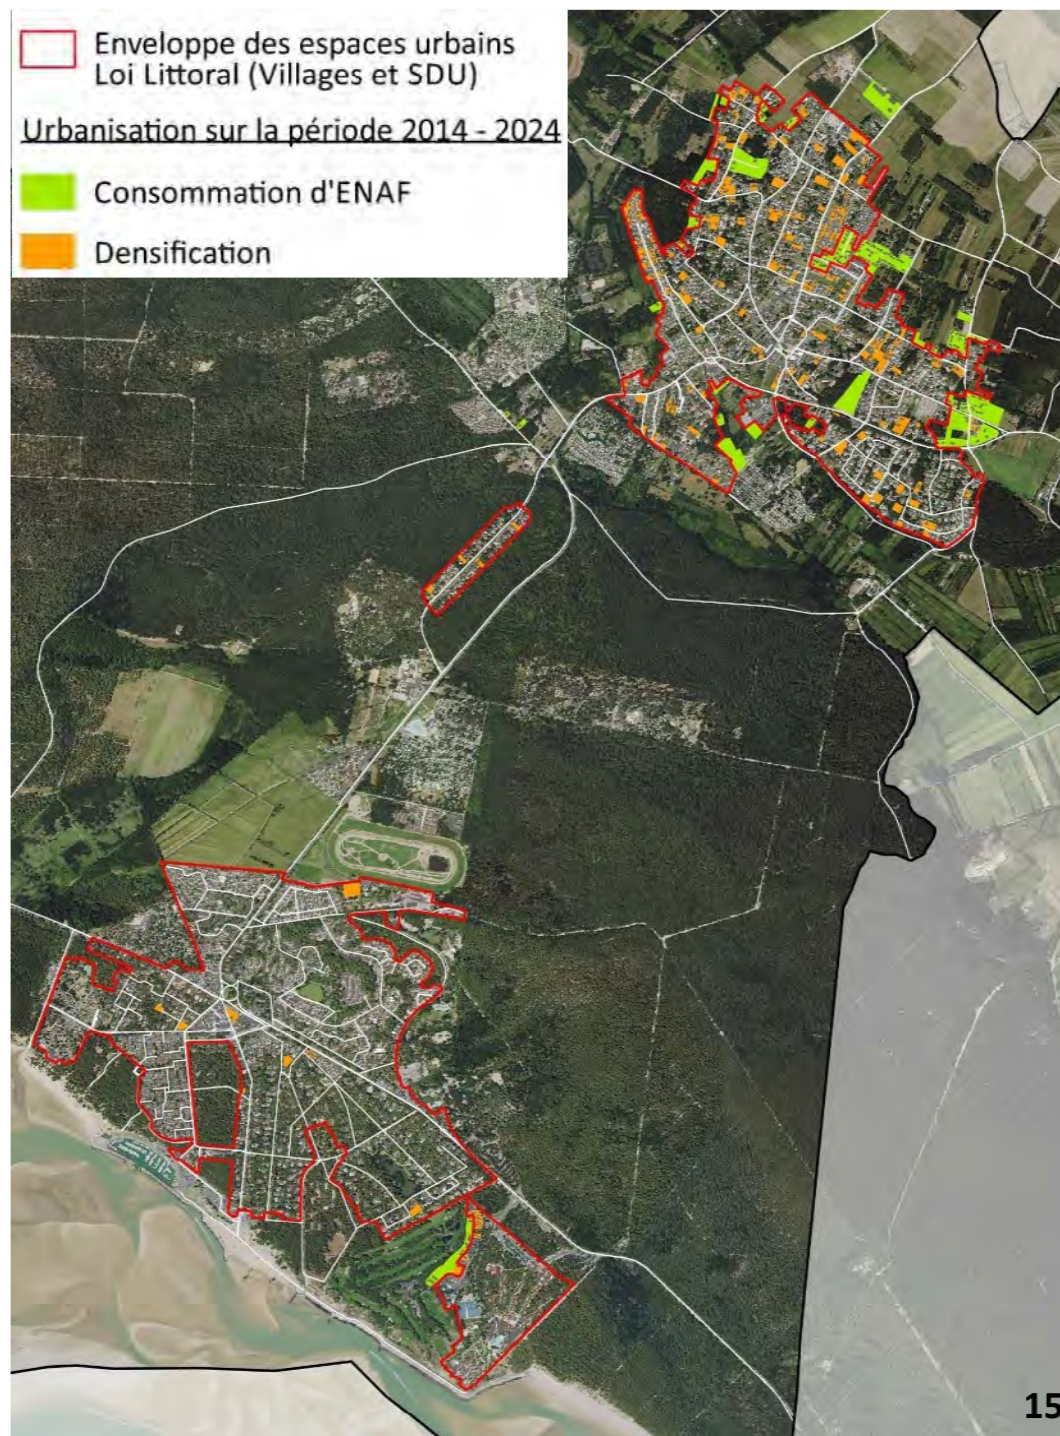 Enveloppe des espaces urbains
Loi Littoral (Villages et SDU)
Urbanisation sur la période 2014 - 2024
Consommation d'ENAF
Densification
15